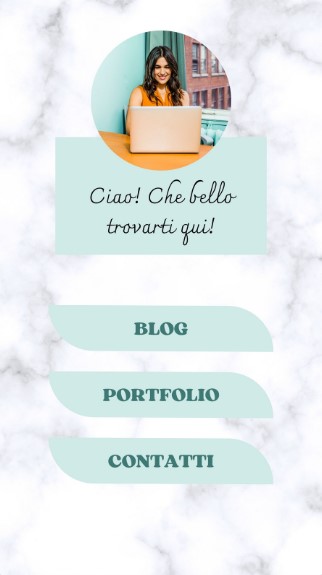 Ciao! Che bello
trovarti qui!
BLOG
PORTFOLIO
CONTATTI